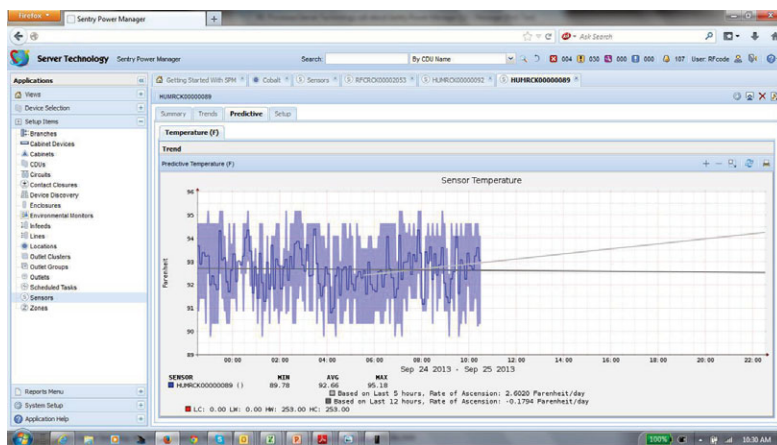 Firefox
Sentry Power Manager
Ask Search
Server Technology Sentry Power Manager
Search:
By CDU Name
004 030 000 000 107 User: RFcode
Applications
Views
Device Selection
Setup Items
Branches
Cabinet Devices
Cabinets
CDUs
Circuits
Contact Closures
Device Discovery
Enclosures
Environmental Monitors
Infeeds
Lines
Locations
Outlet Clusters
Outlet Groups
Outlets
Scheduled Tasks
Sensors
Zones
Reports Menu
System Setup
Application Help
Getting Started With SPM
Cobalt
Sensors
RFCRCK00002053
HUMRCK00000092
HUMRCK00000089
HUMRCK00000089
Summary Trends Predictive Setup
Temperature (F)
Trend
Predictive Temperature (F)
Sensor Temperature
Farenheit
96
95
94
93
92
91
90
89
00:00 02:00 04:00 06:00 08:00 10:00 12:00 14:00 16:00 18:00 20:00 22:00
Sep 24 2013 - Sep 25 2013
SENSOR MIN AVG MAX
HUMRCK00000089 () 89.78 92.66 95.18
Based on Last 5 hours, Rate of Ascension: 2.6020 Farenheit/day
Based on Last 12 hours, Rate of Ascension: -0.1794 Farenheit/day
LC: 0.00 LW: 0.00 HW: 253.00 HC: 253.00
100%
10:30 AM